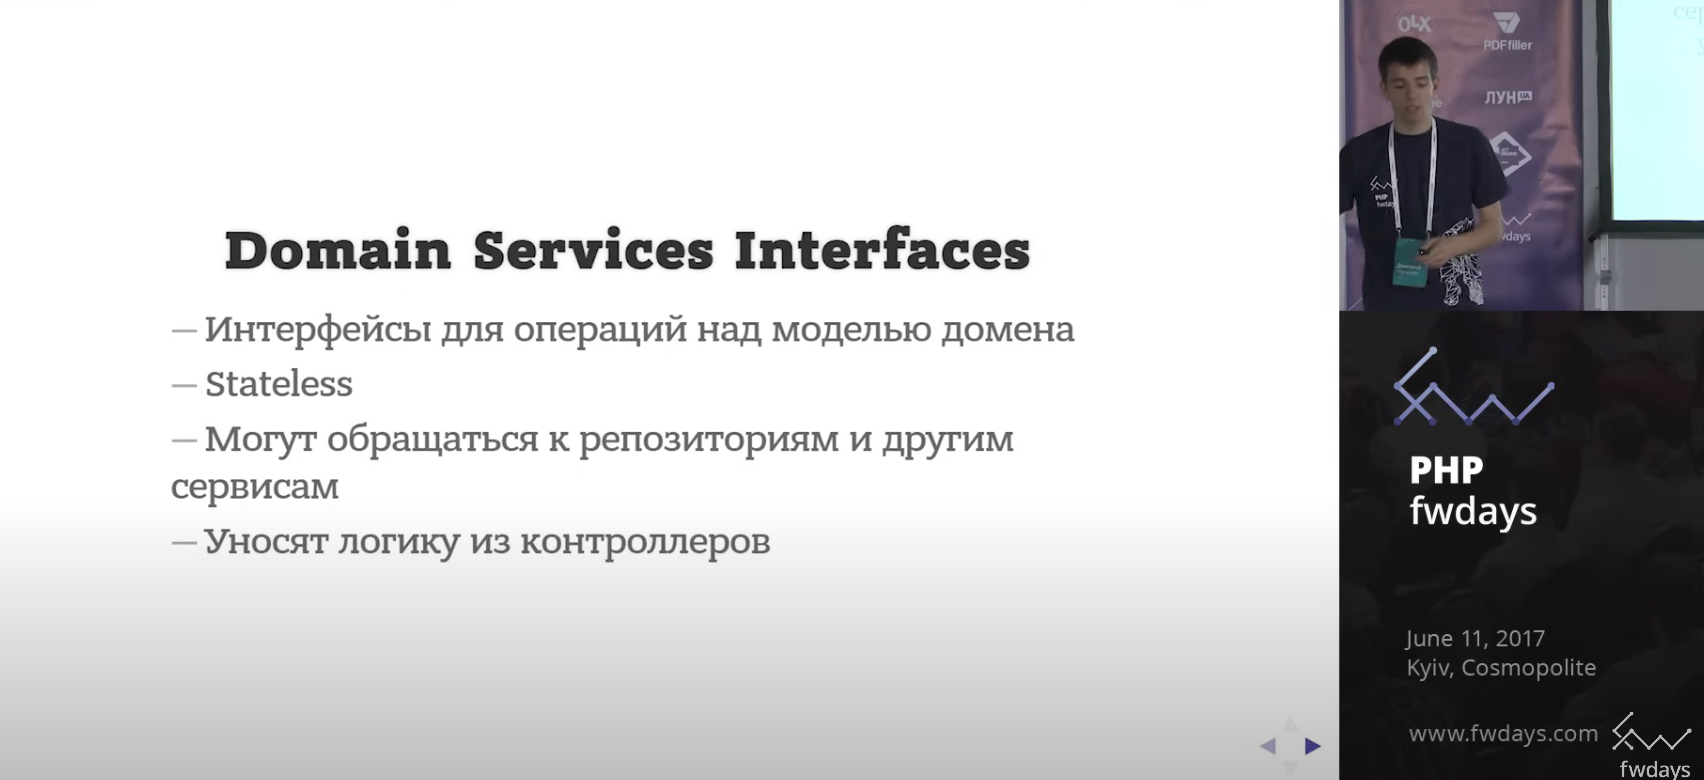 Domain Services Interfaces
— Интерфейсы для операций над моделью домена
— Stateless
— Могут обращаться к репозиториям и другим
сервисам
— Уносят логику из контроллеров
OLX
PDFfiller
ЛУН UA
PHP
fwdays
June 11, 2017
Kyiv, Cosmopolite
www.fwdays.com
fwdays